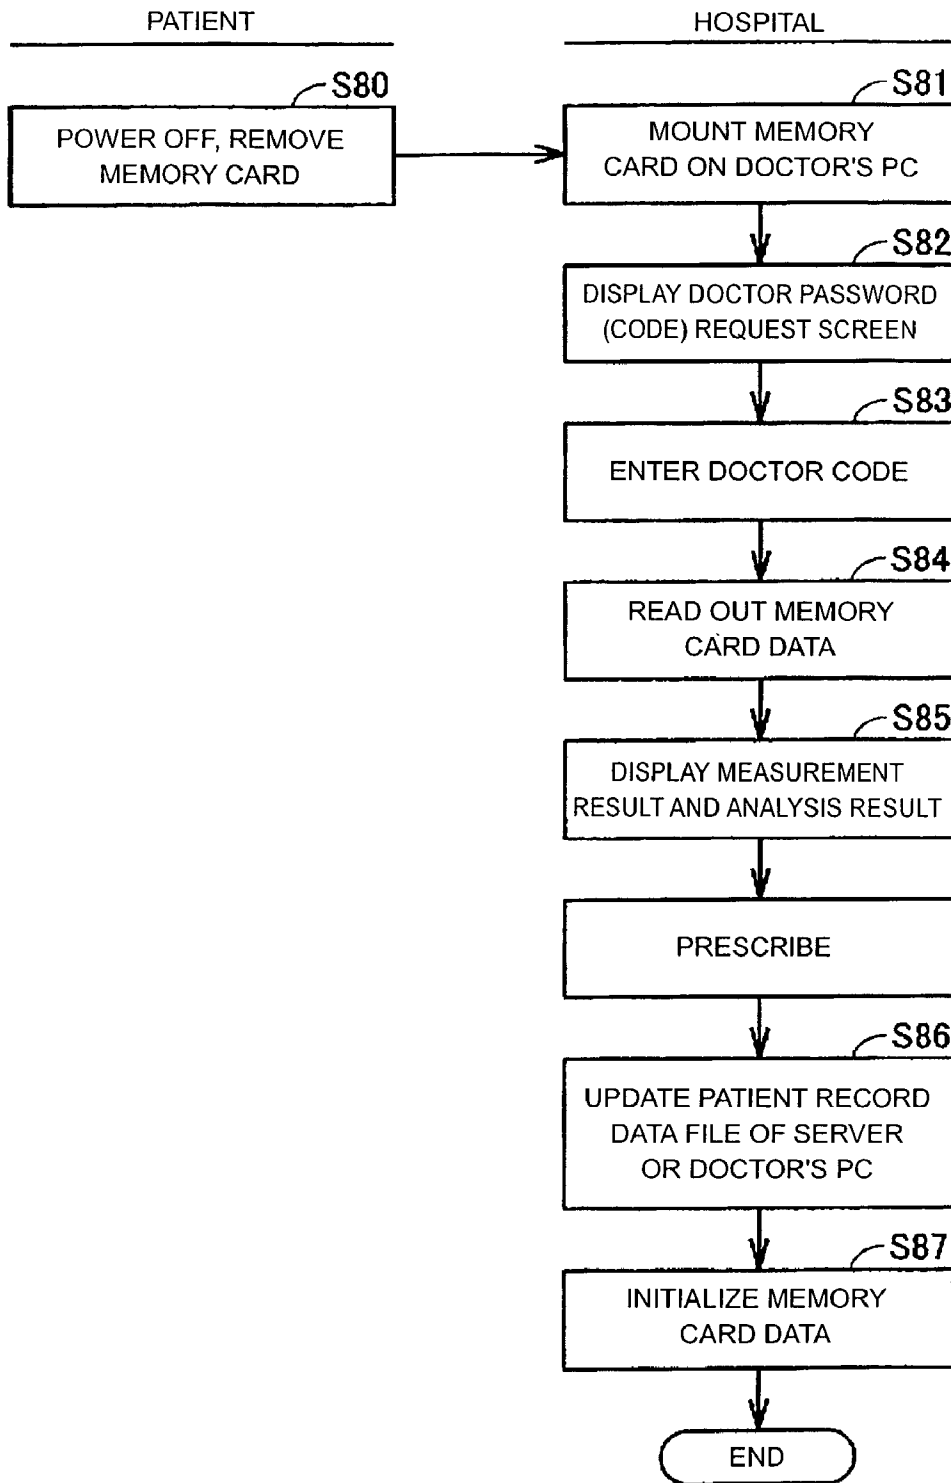 PATIENT
HOSPITAL
S80
POWER OFF, REMOVE
MEMORY CARD
S81
MOUNT MEMORY
CARD ON DOCTOR'S PC
S82
DISPLAY DOCTOR PASSWORD
(CODE) REQUEST SCREEN
S83
ENTER DOCTOR CODE
S84
READ OUT MEMORY
CARD DATA
S85
DISPLAY MEASUREMENT
RESULT AND ANALYSIS RESULT
PRESCRIBE
S86
UPDATE PATIENT RECORD
DATA FILE OF SERVER
OR DOCTOR'S PC
S87
INITIALIZE MEMORY
CARD DATA
END